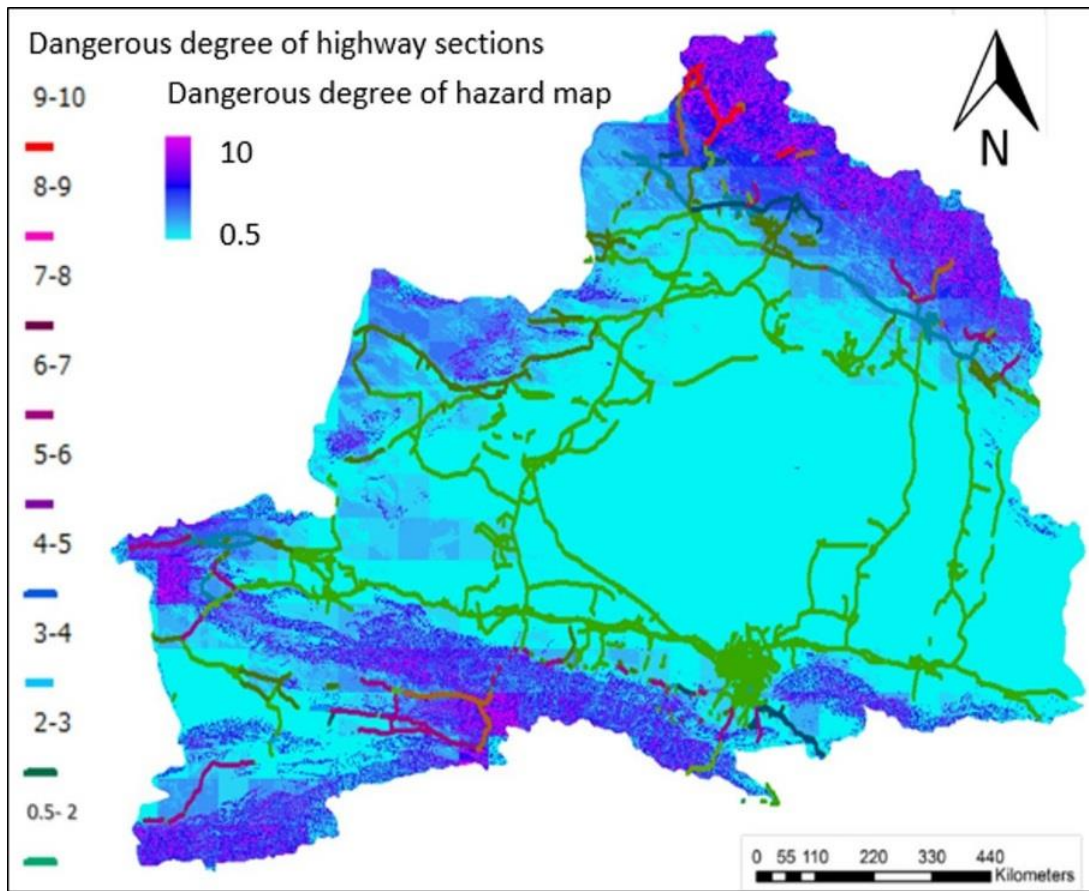 Dangerous degree of highway sections
Dangerous degree of hazard map
9-10
10
8-9
0.5
7-8
6-7
5-6
4-5
3-4
2-3
0.5- 2
N
0 55 110 220 330 440
Kilometers